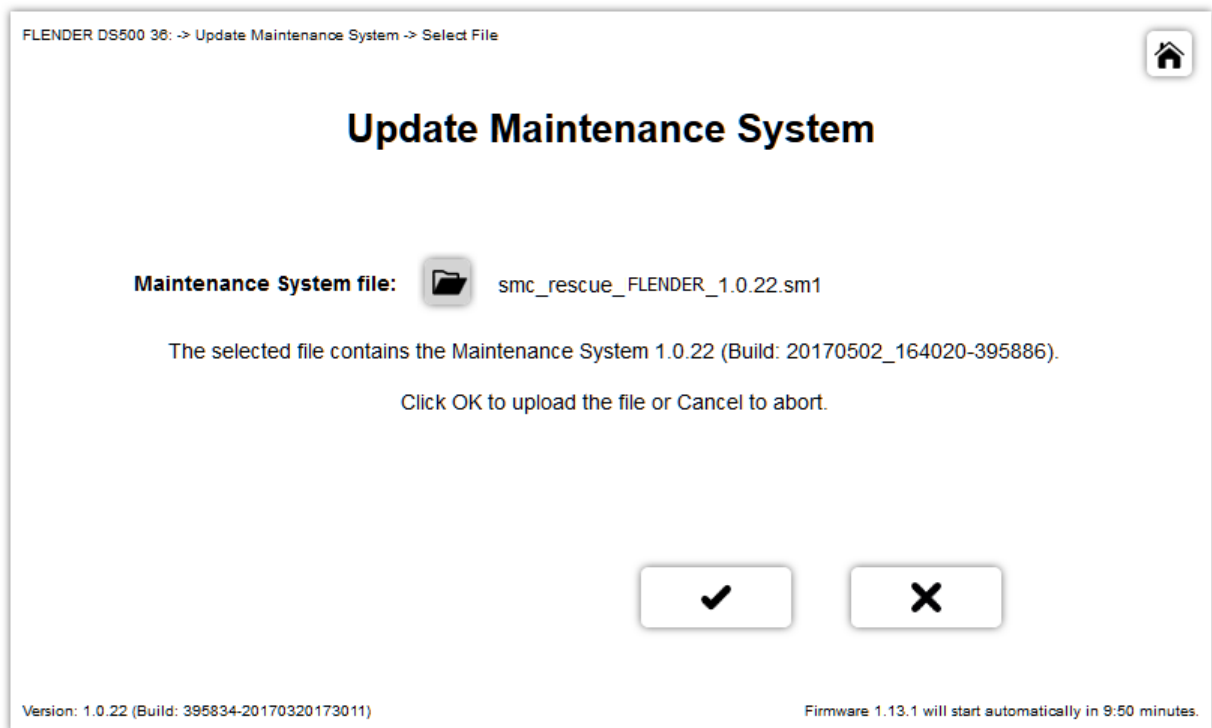 FLENDER DS500 36: -> Update Maintenance System -> Select File
Update Maintenance System
Maintenance System file: smc_rescue_FLENDER_1.0.22.sm1
The selected file contains the Maintenance System 1.0.22 (Build: 20170502_164020-395886).
Click OK to upload the file or Cancel to abort.
Version: 1.0.22 (Build: 395834-20170320173011) Firmware 1.13.1 will start automatically in 9:50 minutes.